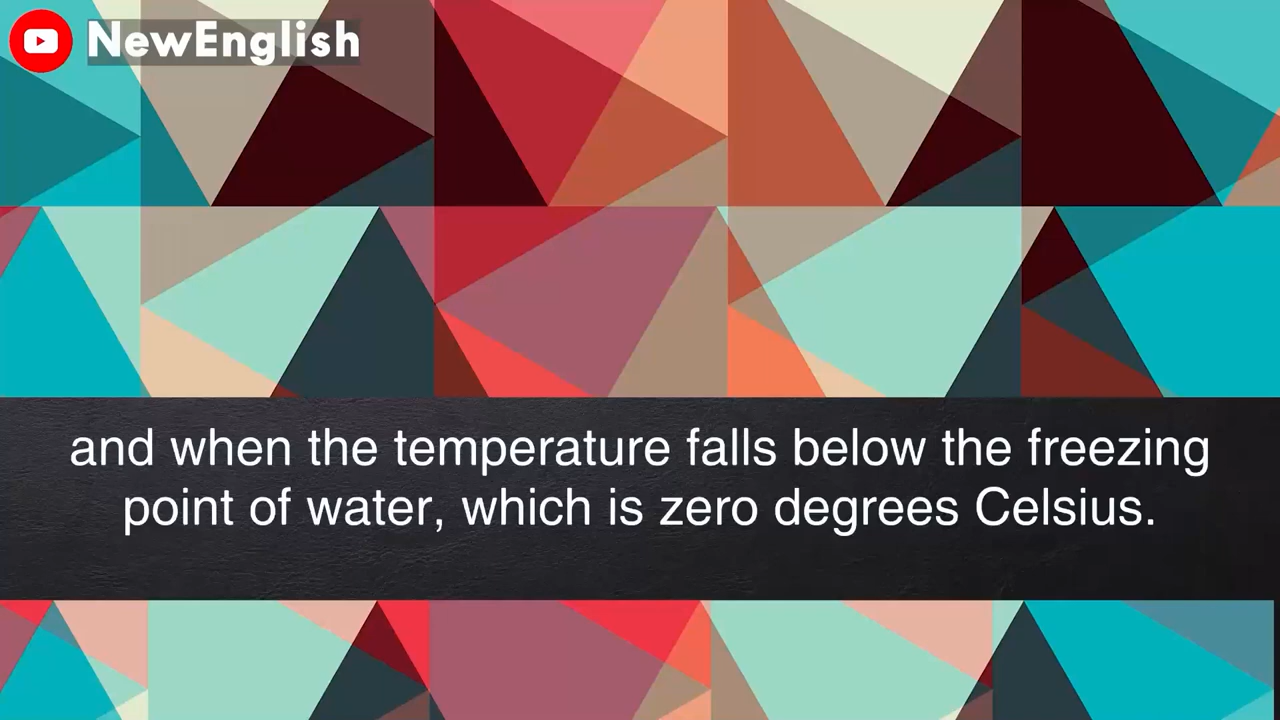 NewEnglish
and when the temperature falls below the freezing
point of water, which is zero degrees Celsius.